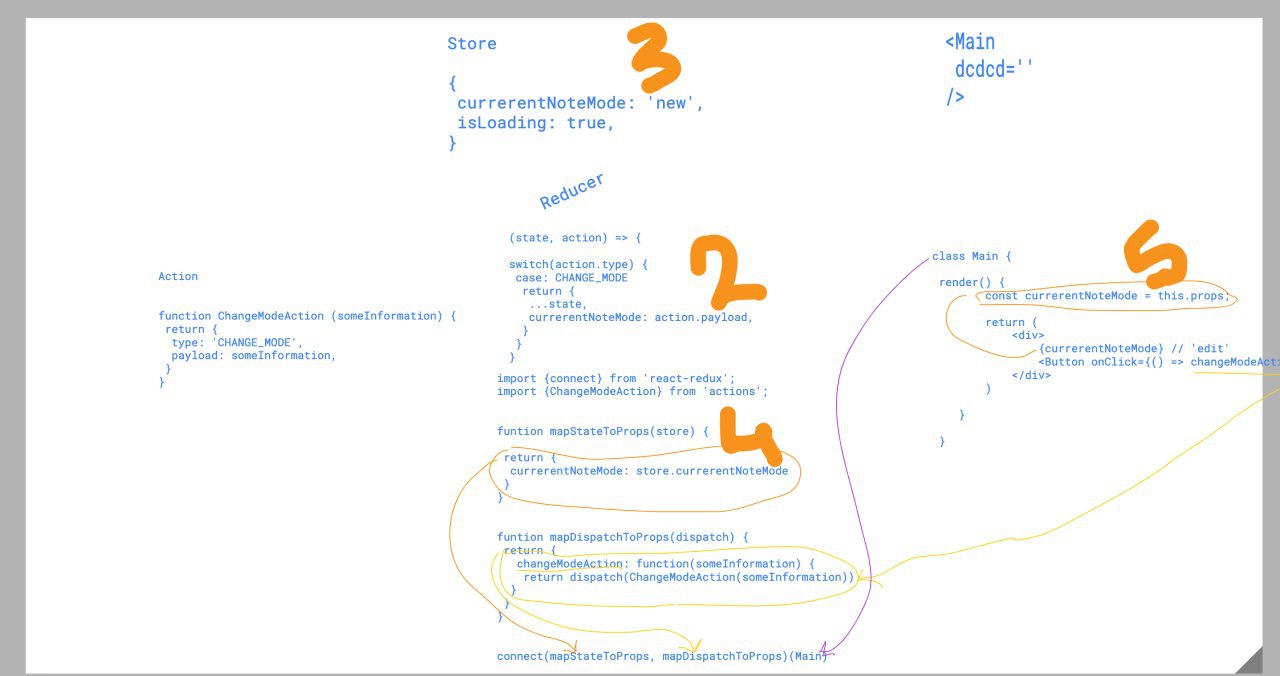 Store
3
{
currerentNoteMode: 'new',
isLoading: true,
}
<Main
dcdcd=''
/>
Reducer
(state, action) => {
switch(action.type) {
case: CHANGE_MODE
return {
...state,
currerentNoteMode: action.payload,
}
}
}
2
Action
function ChangeModeAction (someInformation) {
return {
type: 'CHANGE_MODE',
payload: someInformation,
}
}
import {connect} from 'react-redux';
import {ChangeModeAction} from 'actions';
funtion mapStateToProps(store) {
4
return {
currerentNoteMode: store.currerentNoteMode
}
}
funtion mapDispatchToProps(dispatch) {
return {
changeModeAction: function(someInformation) {
return dispatch(ChangeModeAction(someInformation))
}
}
}
connect(mapStateToProps, mapDispatchToProps)(Main)
5
class Main {
render() {
const currerentNoteMode = this.props;
return (
<div>
{currerentNoteMode} // 'edit'
<Button onClick={() => changeModeActi
</div>
)
}
}